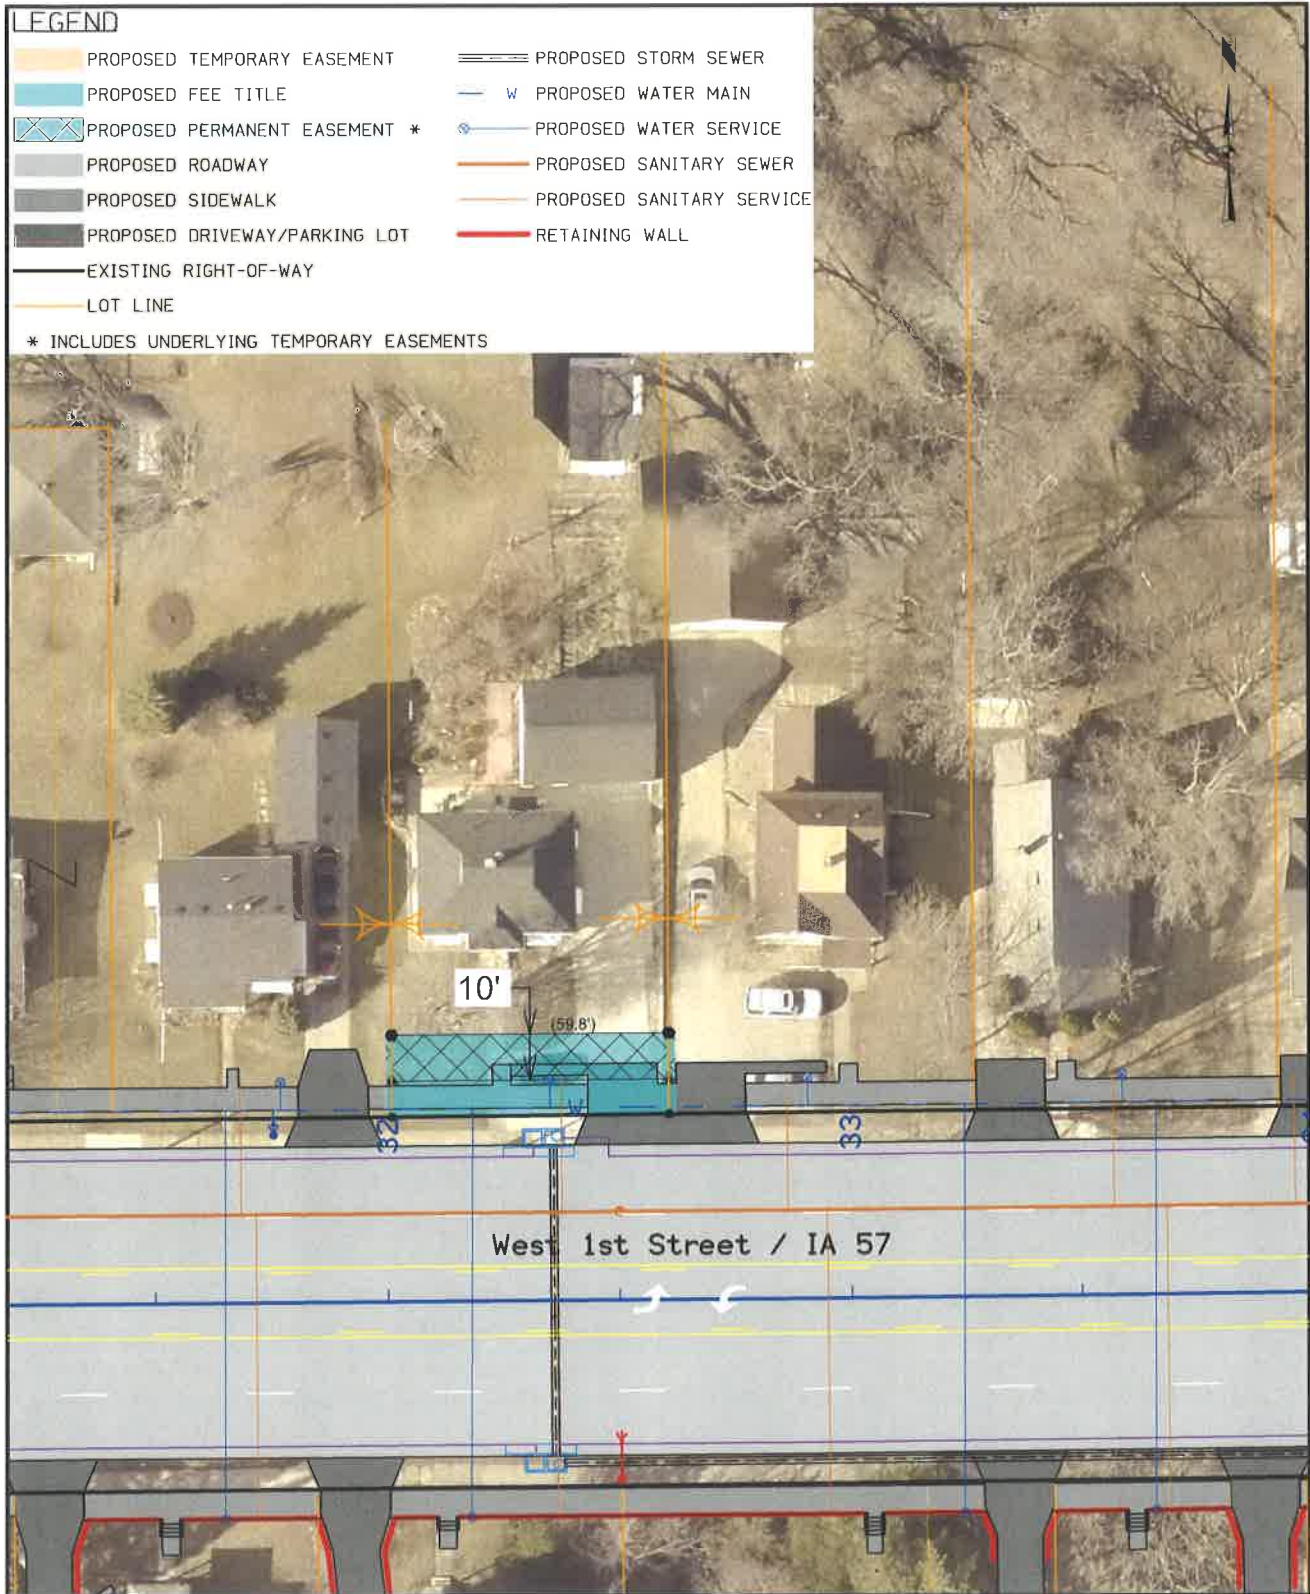 LEGEND
PROPOSED TEMPORARY EASEMENT
PROPOSED FEE TITLE
PROPOSED PERMANENT EASEMENT *
PROPOSED ROADWAY
PROPOSED SIDEWALK
PROPOSED DRIVEWAY/PARKING LOT
EXISTING RIGHT-OF-WAY
LOT LINE
* INCLUDES UNDERLYING TEMPORARY EASEMENTS
PROPOSED STORM SEWER
W PROPOSED WATER MAIN
PROPOSED WATER SERVICE
PROPOSED SANITARY SEWER
PROPOSED SANITARY SERVICE
RETAINING WALL
10'
(59.8')
W
32
33
West 1st Street / IA 57